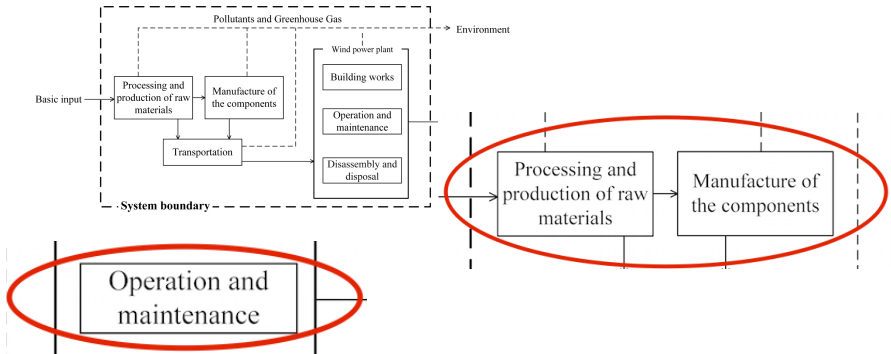 Pollutants and Greenhouse Gas
Environment
Wind power plant
Building works
Processing and
production of raw
materials
Manufacture of
the components
Basic input
Operation and
maintenance
Transportation
Disassembly and
disposal
System boundary
Processing and
production of raw
materials
Manufacture of
the components
Operation and
maintenance